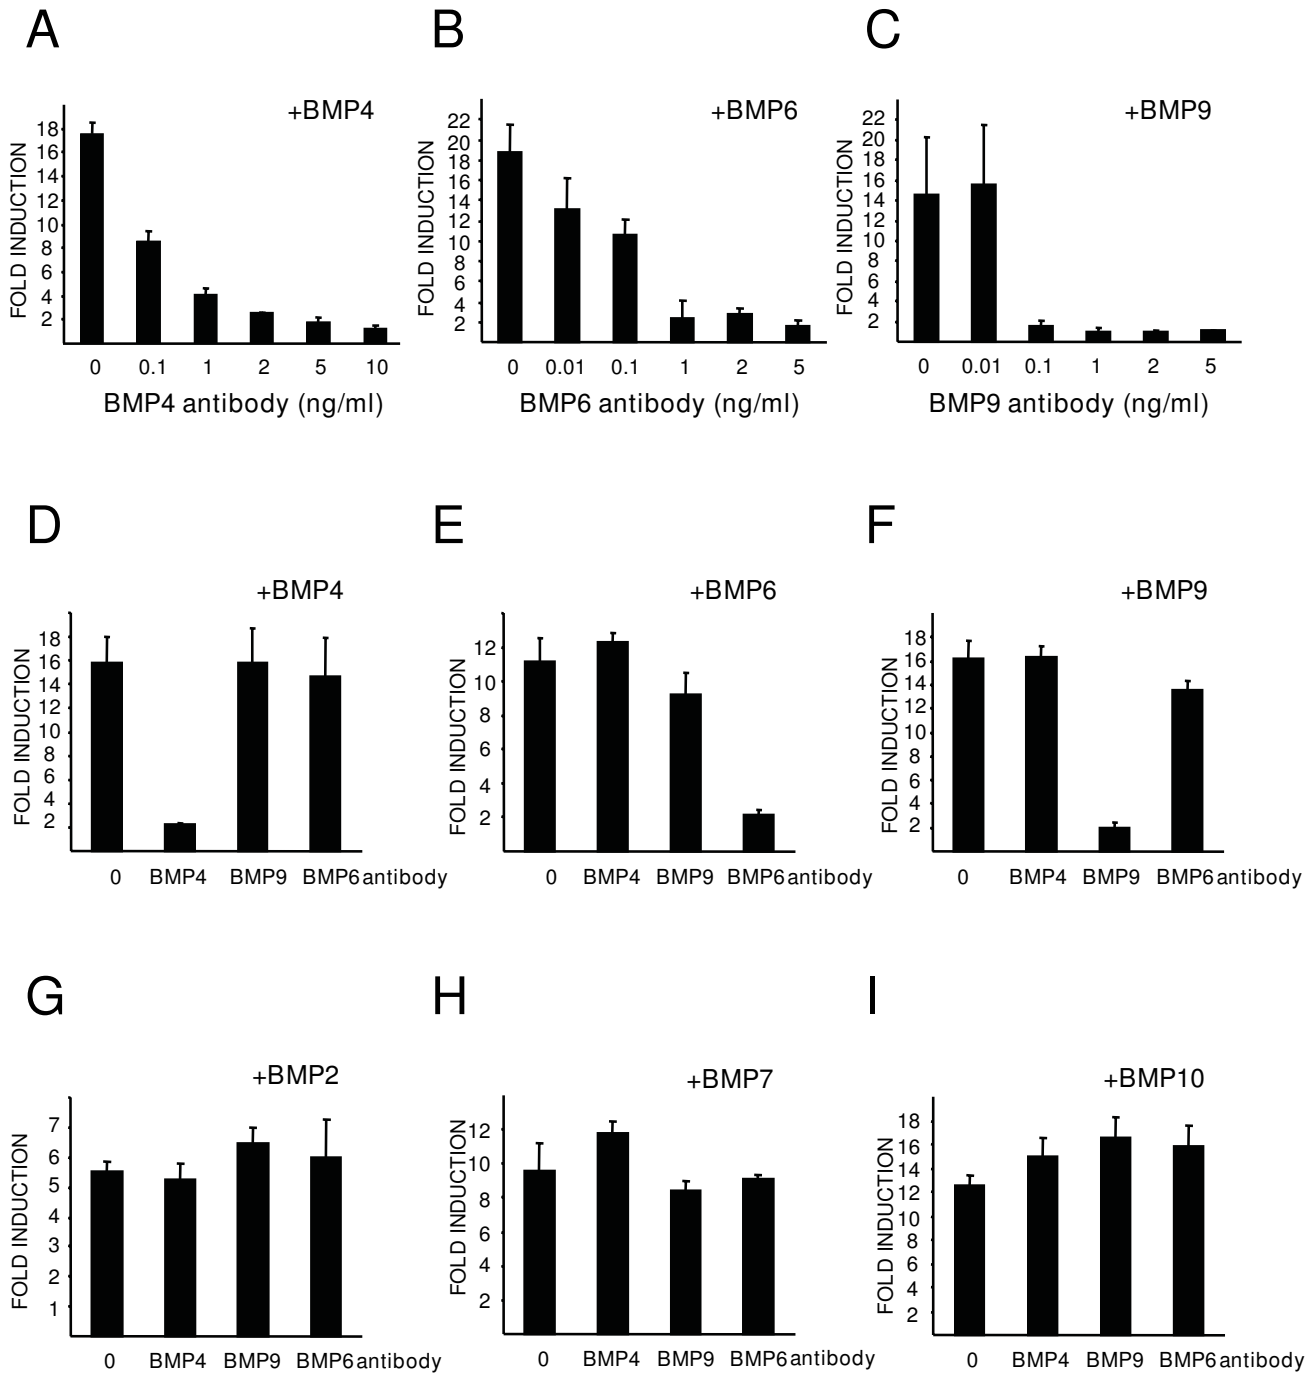 A
+BMP4
FOLD INDUCTION
18
16
14
12
10
8
6
4
2
0 0.1 1 2 5 10
BMP4 antibody (ng/ml)
B
+BMP6
FOLD INDUCTION
22
20
18
16
14
12
10
8
6
4
2
0 0.01 0.1 1 2 5
BMP6 antibody (ng/ml)
C
+BMP9
FOLD INDUCTION
22
20
18
16
14
12
10
8
6
4
2
0 0.01 0.1 1 2 5
BMP9 antibody (ng/ml)
D
+BMP4
FOLD INDUCTION
18
16
14
12
10
8
6
4
2
0 BMP4 BMP9 BMP6 antibody
E
+BMP6
FOLD INDUCTION
12
10
8
6
4
2
0 BMP4 BMP9 BMP6 antibody
F
+BMP9
FOLD INDUCTION
18
16
14
12
10
8
6
4
2
0 BMP4 BMP9 BMP6 antibody
G
+BMP2
FOLD INDUCTION
7
6
5
4
3
2
1
0 BMP4 BMP9 BMP6 antibody
H
+BMP7
FOLD INDUCTION
12
10
8
6
4
2
0 BMP4 BMP9 BMP6 antibody
I
+BMP10
FOLD INDUCTION
18
16
14
12
10
8
6
4
2
0 BMP4 BMP9 BMP6 antibody